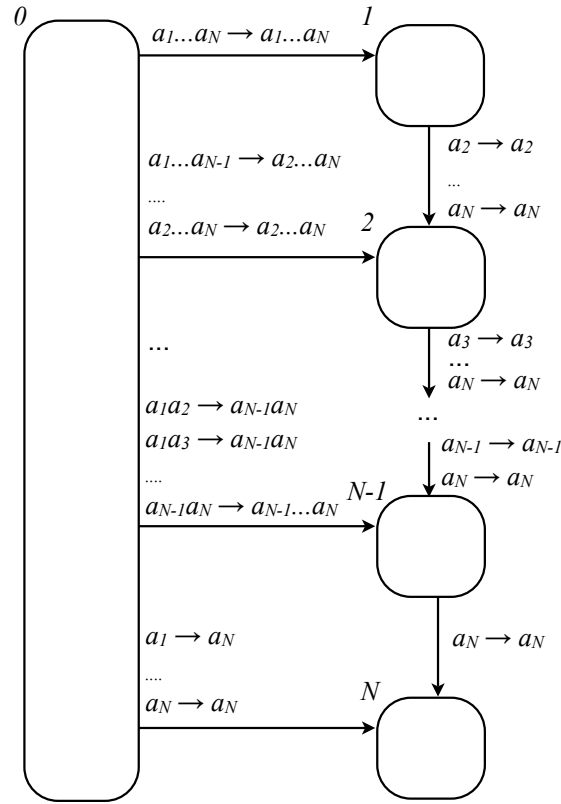 0
1
a1...aN → a1...aN
a2 → a2
...
aN → aN
a1...aN-1 → a2...aN
....
a2...aN → a2...aN
2
a3 → a3
...
aN → aN
...
...
a1a2 → aN-1aN
a1a3 → aN-1aN
....
aN-1aN → aN-1...aN
aN-1 → aN-1
aN → aN
N-1
a1 → aN
....
aN → aN
aN → aN
N